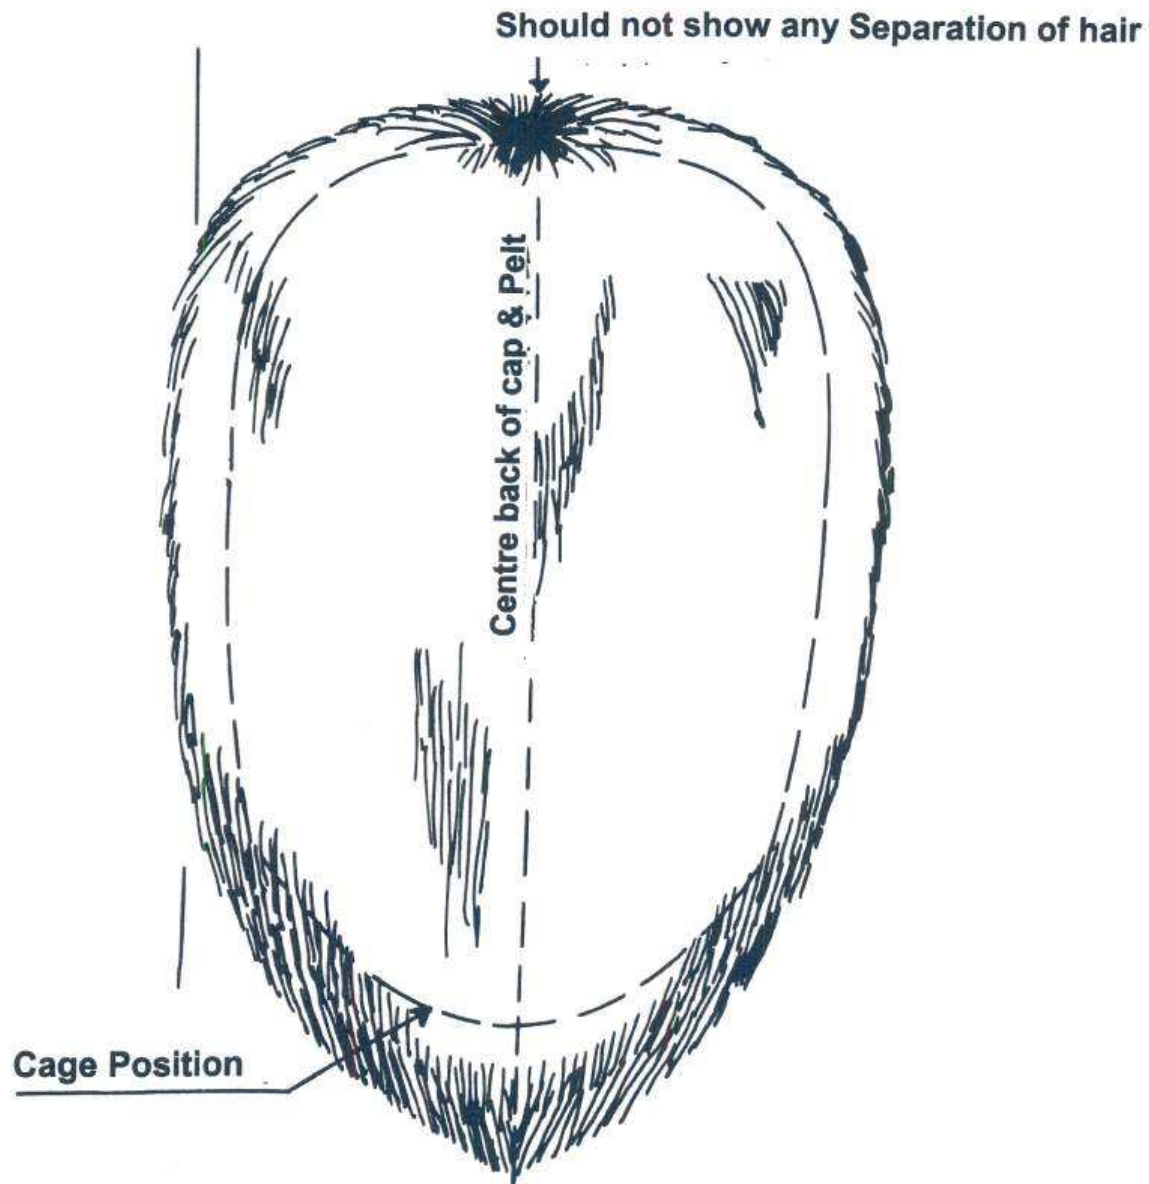 Should not show any Separation of hair
Centre back of cap & Pelt
Cage Position